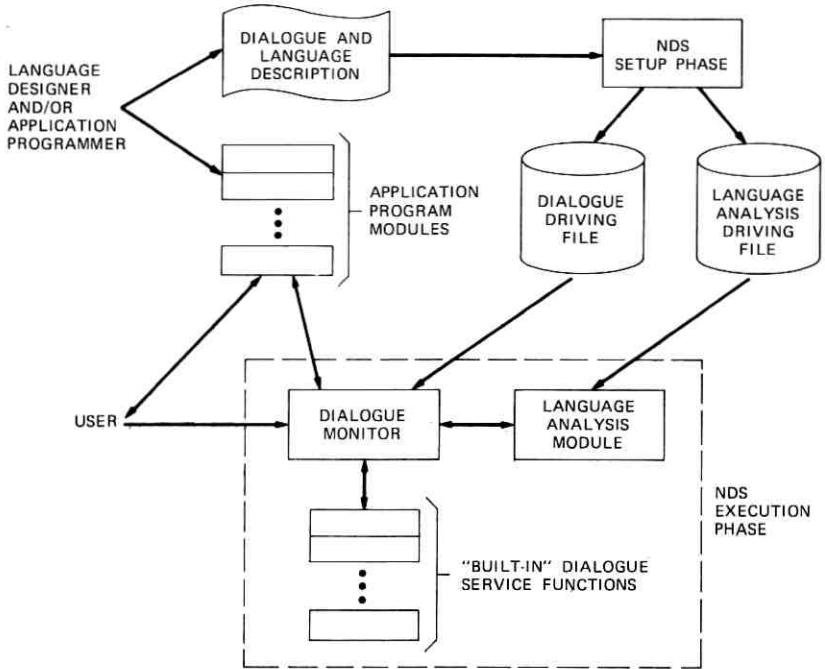 DIALOGUE AND
LANGUAGE
DESCRIPTION
NDS
SETUP PHASE
LANGUAGE
DESIGNER
AND/OR
APPLICATION
PROGRAMMER
APPLICATION
PROGRAM
MODULES
DIALOGUE
DRIVING
FILE
LANGUAGE
ANALYSIS
DRIVING
FILE
USER
DIALOGUE
MONITOR
LANGUAGE
ANALYSIS
MODULE
NDS
EXECUTION
PHASE
"BUILT-IN" DIALOGUE
SERVICE FUNCTIONS